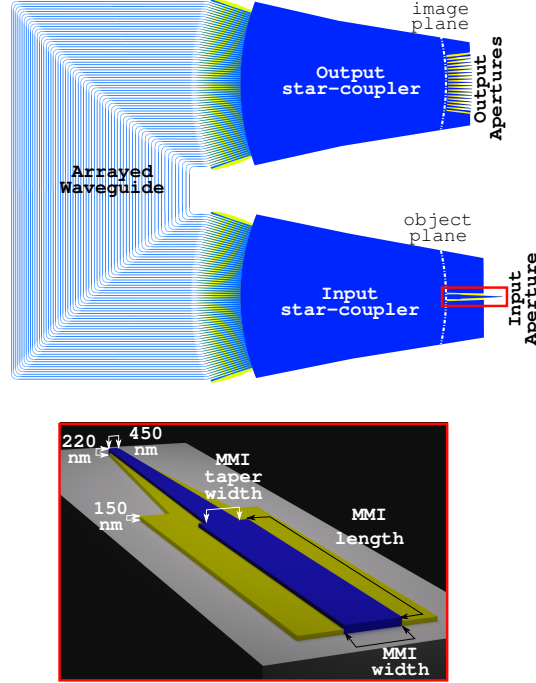 image
plane
Output
star-coupler
Output
Apertures
Arrayed
Waveguide
object
plane
Input
star-coupler
Input
Aperture
450
nm
220
nm
MMI
taper
width
150
nm
MMI
length
MMI
width